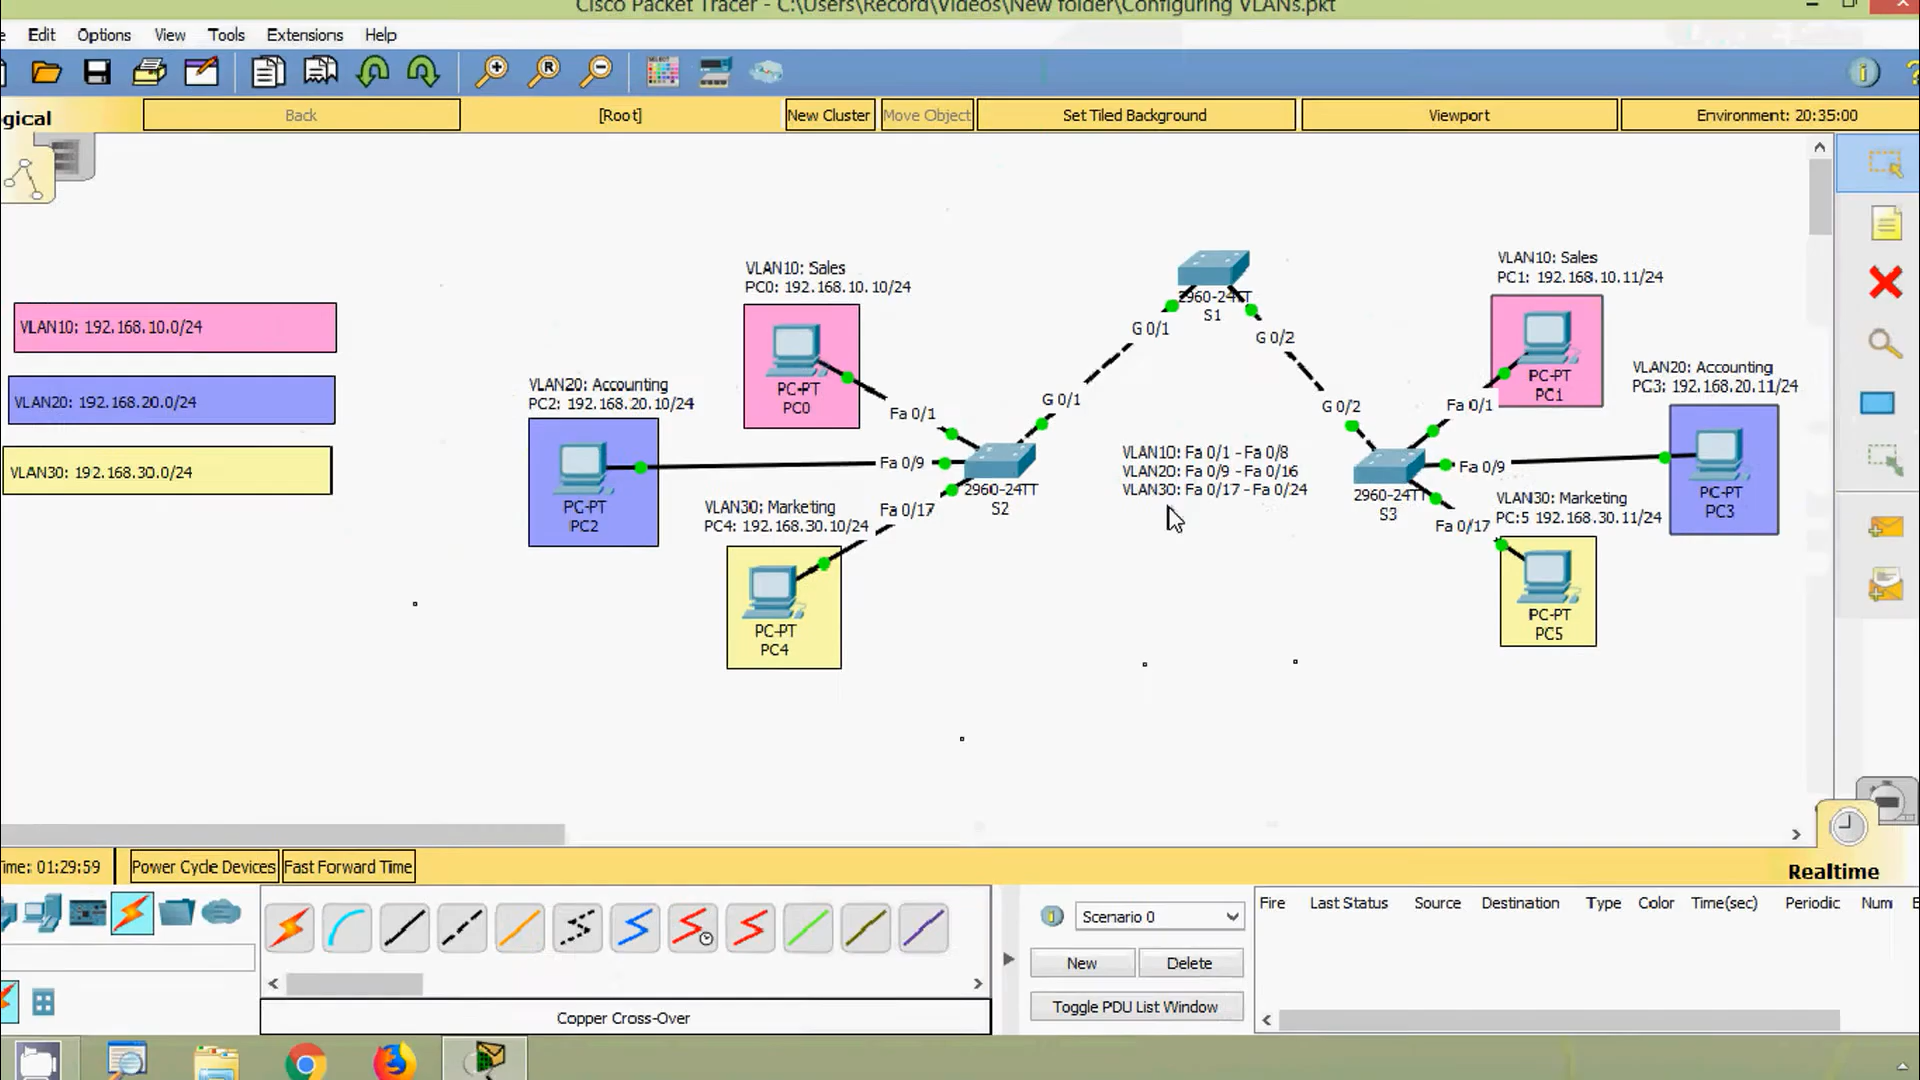 Cisco Packet Tracer - C:\Users\Record\Videos\New folder\Configuring VLANs.pkt
Edit Options View Tools Extensions Help
gical
Back
[Root]
New Cluster
Move Object
Set Tiled Background
Viewport
Environment: 20:35:00
VLAN10: 192.168.10.0/24
VLAN20: 192.168.20.0/24
VLAN30: 192.168.30.0/24
VLAN10: Sales
PC0: 192.168.10.10/24
PC-PT
PC0
VLAN20: Accounting
PC2: 192.168.20.10/24
PC-PT
PC2
VLAN30: Marketing
PC4: 192.168.30.10/24
PC-PT
PC4
Fa 0/1
Fa 0/9
Fa 0/17
2960-24TT
S2
G 0/1
G 0/1
2960-24TT
S1
G 0/2
G 0/2
VLAN10: Fa 0/1 - Fa 0/8
VLAN20: Fa 0/9 - Fa 0/16
VLAN30: Fa 0/17 - Fa 0/24
2960-24TT
S3
Fa 0/1
Fa 0/9
Fa 0/17
VLAN10: Sales
PC1: 192.168.10.11/24
PC-PT
PC1
VLAN20: Accounting
PC3: 192.168.20.11/24
PC-PT
PC3
VLAN30: Marketing
PC:5 192.168.30.11/24
PC-PT
PC5
ime: 01:29:59
Power Cycle Devices
Fast Forward Time
Realtime
Scenario 0
New
Delete
Toggle PDU List Window
Fire Last Status Source Destination Type Color Time(sec) Periodic Num
Copper Cross-Over